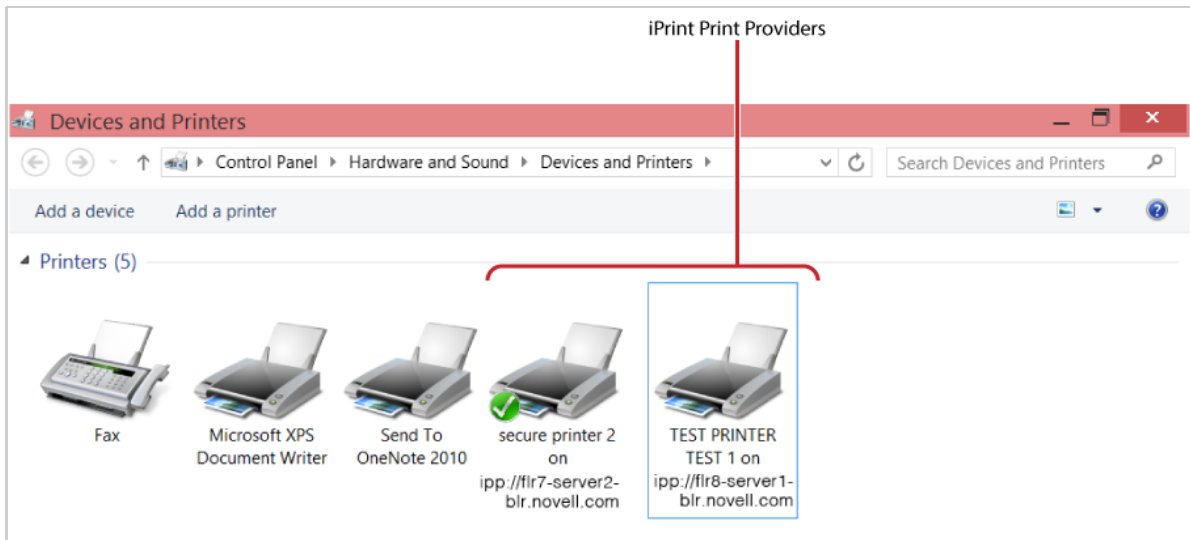 iPrint Print Providers
Devices and Printers
Control Panel Hardware and Sound Devices and Printers Search Devices and Printers
Add a device Add a printer
Printers (5)
Fax
Microsoft XPS
Document Writer
Send To
OneNote 2010
secure printer 2
on
ipp://flr7-server2-
blr.novell.com
TEST PRINTER
TEST 1 on
ipp://flr8-server1-
blr.novell.com